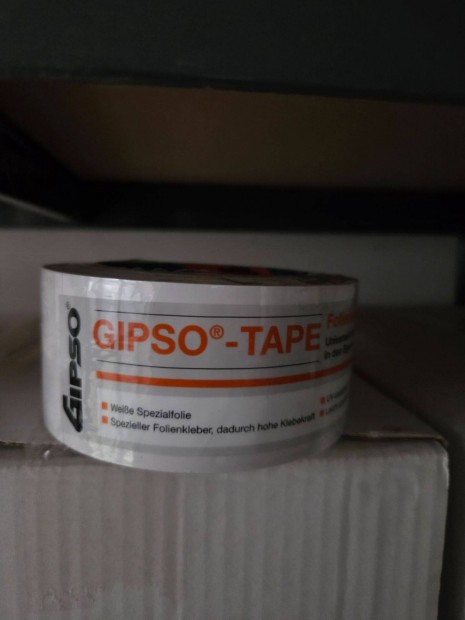 GIPSO®
GIPSO®-TAPE
Weiße Spezialfolie
Spezieller Folienkleber, dadurch hohe Klebekraft